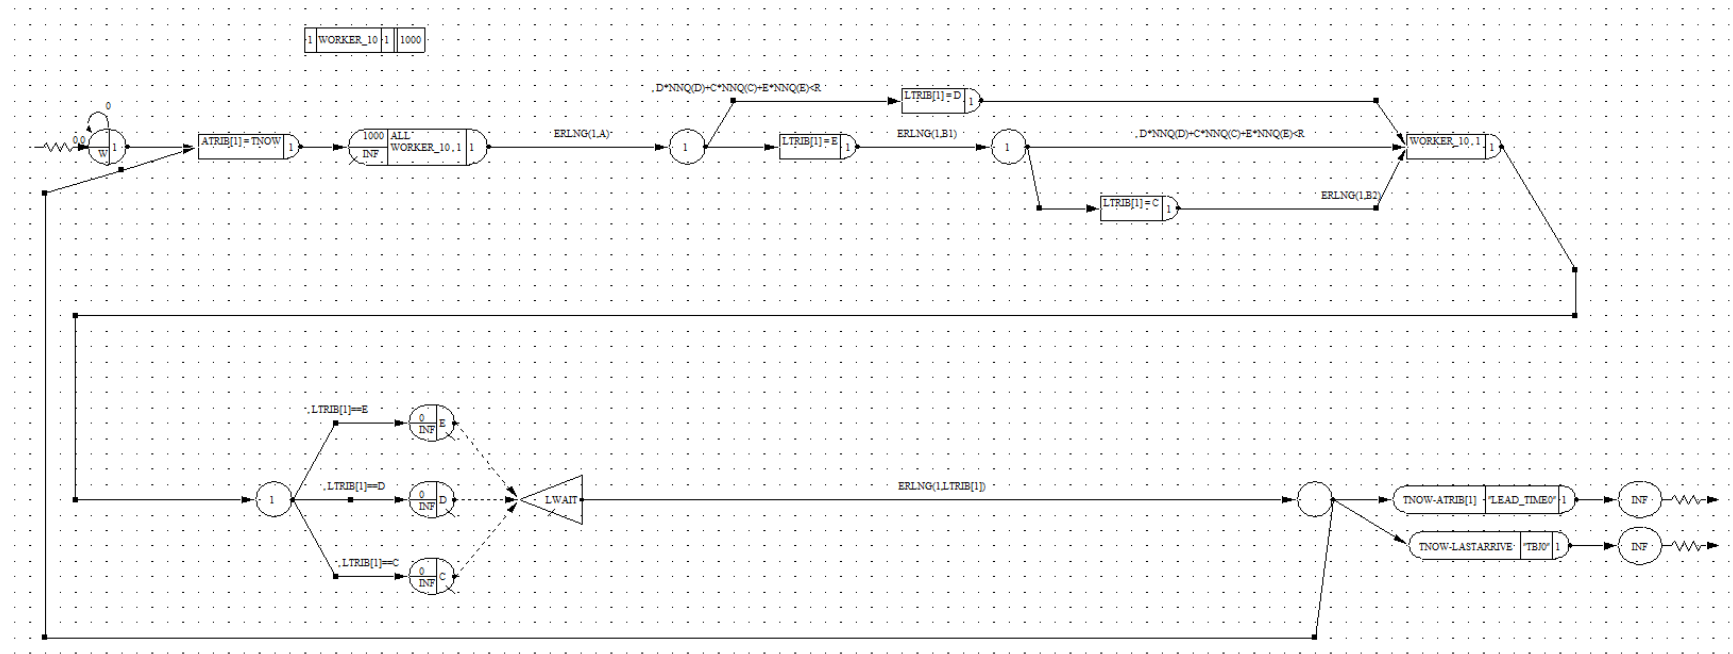 1 WORKER_10 1 1000
, D*NNQ(D)+C*NNQ(C)+E*NNQ(E)<R
LTRIB[1] = D 1
0
0,0
W 1
ATRIB[1] = TNOW 1
1000 ALL
INF WORKER_10, 1 1
ERLNG(1,A)
1
LTRIB[1] = E 1
ERLNG(1,B1)
1
, D*NNQ(D)+C*NNQ(C)+E*NNQ(E)<R
WORKER_10, 1 1
LTRIB[1] = C 1
ERLNG(1,B2)
, LTRIB[1]==E
0
INF E
1
, LTRIB[1]==D
0
INF D
LWAIT
ERLNG(1,LTRIB[1])
TNOW-ATRIB[1] "LEAD_TIME0" 1
INF
TNOW-LASTARRIVE "TBJ0" 1
INF
, LTRIB[1]==C
0
INF C